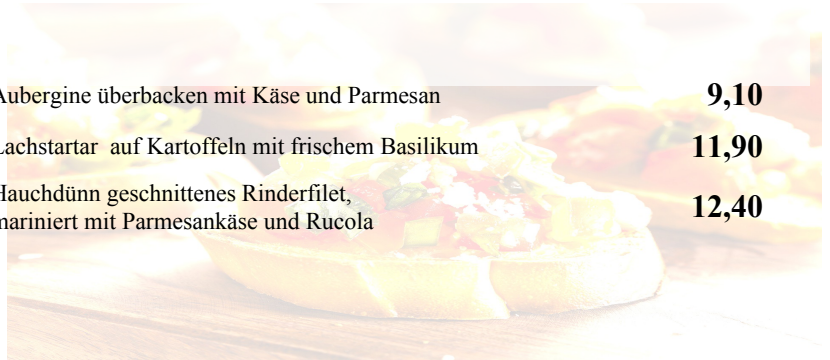 Aubergine überbacken mit Käse und Parmesan 9,10
Lachstartar auf Kartoffeln mit frischem Basilikum 11,90
Hauchdünn geschnittenes Rinderfilet,
mariniert mit Parmesankäse und Rucola 12,40